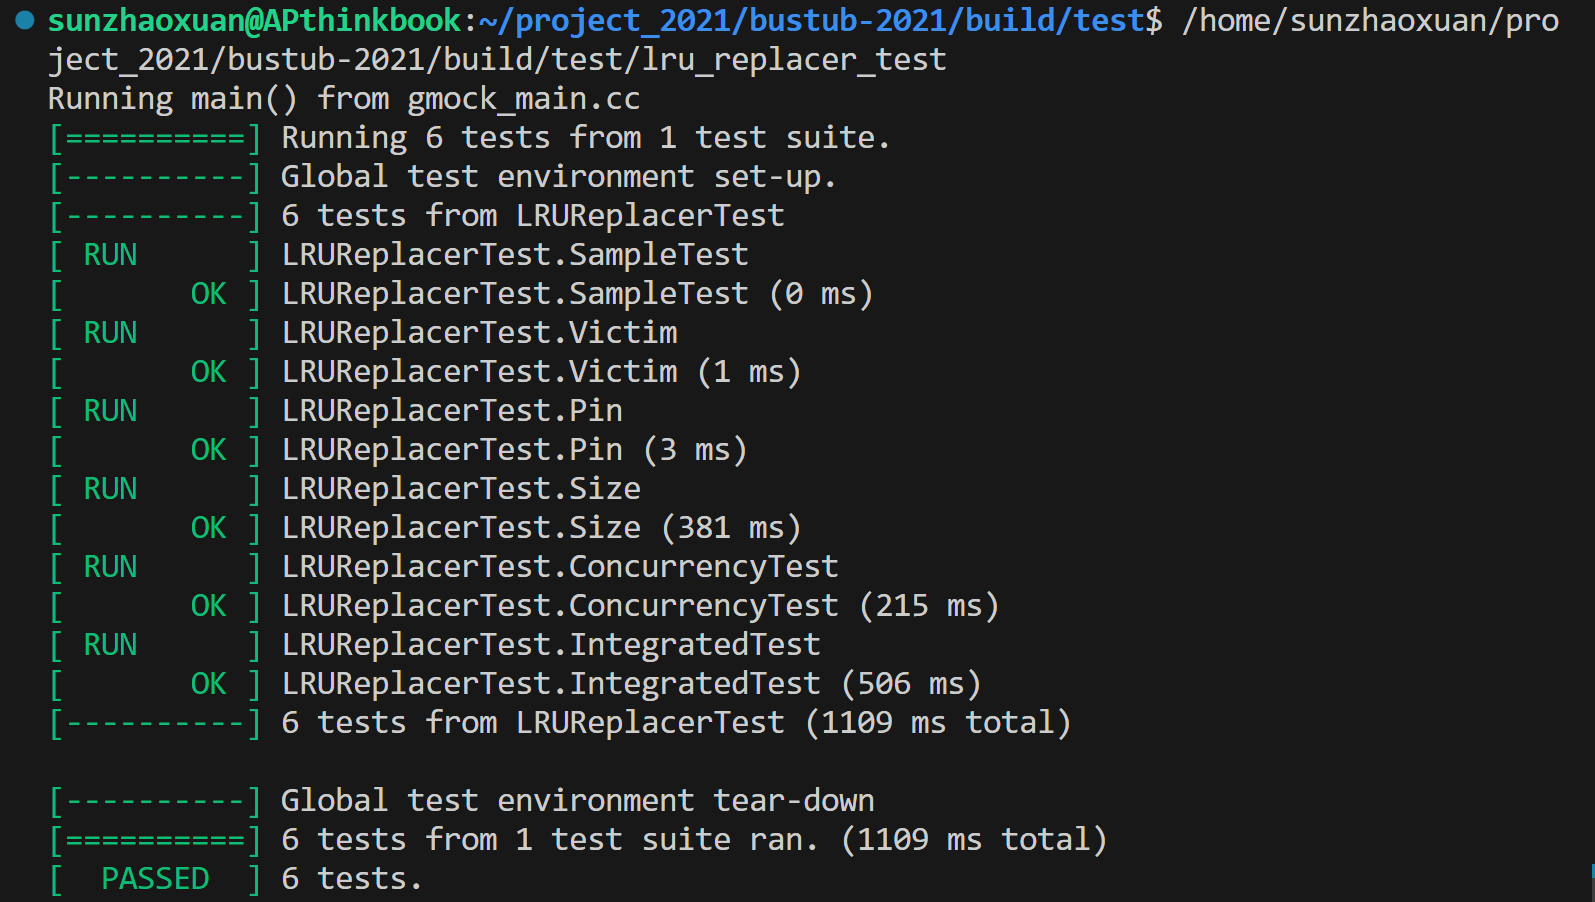 sunzhaoxuan@APthinkbook:~/project_2021/bustub-2021/build/test$ /home/sunzhaoxuan/pro
ject_2021/bustub-2021/build/test/lru_replacer_test
Running main() from gmock_main.cc
[==========] Running 6 tests from 1 test suite.
[----------] Global test environment set-up.
[----------] 6 tests from LRUReplacerTest
[ RUN      ] LRUReplacerTest.SampleTest
[       OK ] LRUReplacerTest.SampleTest (0 ms)
[ RUN      ] LRUReplacerTest.Victim
[       OK ] LRUReplacerTest.Victim (1 ms)
[ RUN      ] LRUReplacerTest.Pin
[       OK ] LRUReplacerTest.Pin (3 ms)
[ RUN      ] LRUReplacerTest.Size
[       OK ] LRUReplacerTest.Size (381 ms)
[ RUN      ] LRUReplacerTest.ConcurrencyTest
[       OK ] LRUReplacerTest.ConcurrencyTest (215 ms)
[ RUN      ] LRUReplacerTest.IntegratedTest
[       OK ] LRUReplacerTest.IntegratedTest (506 ms)
[----------] 6 tests from LRUReplacerTest (1109 ms total)

[----------] Global test environment tear-down
[==========] 6 tests from 1 test suite ran. (1109 ms total)
[  PASSED  ] 6 tests.